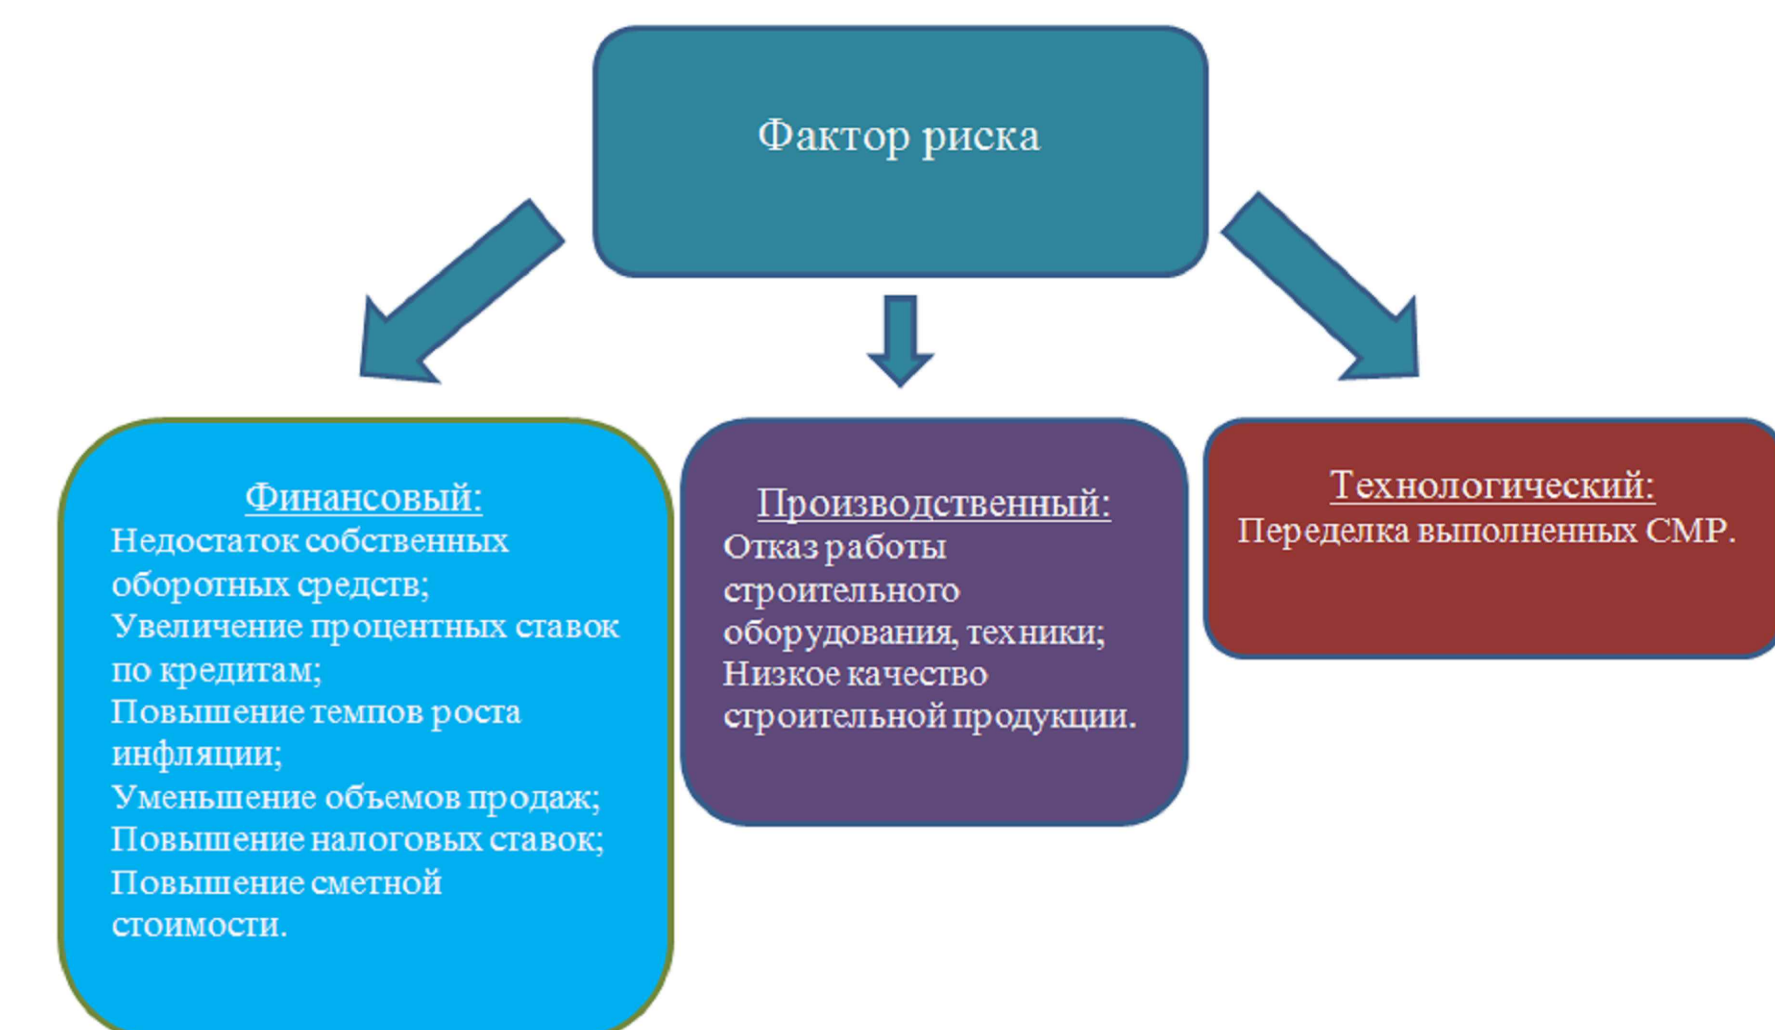 Фактор риска
Финансовый:
Недостаток собственных
оборотных средств;
Увеличение процентных ставок
по кредитам;
Повышение темпов роста
инфляции;
Уменьшение объемов продаж;
Повышение налоговых ставок;
Повышение сметной
стоимости.
Производственный:
Отказ работы
строительного
оборудования, техники;
Низкое качество
строительной продукции.
Технологический:
Переделка выполненных СМР.